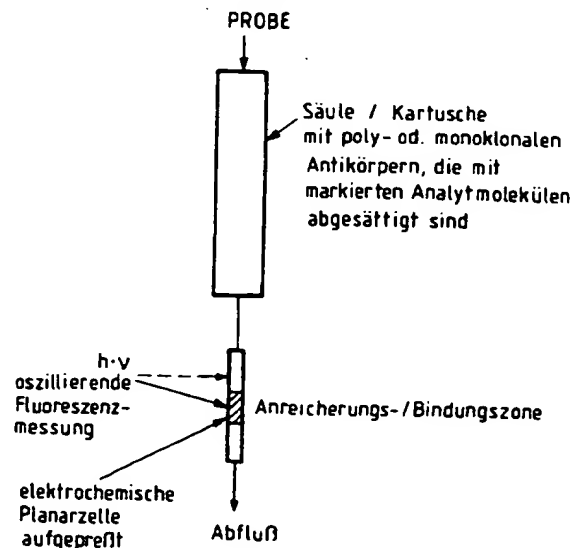 PROBE
Säule / Kartusche
mit poly- od. monoklonalen
Antikörpern, die mit
markierten Analytmolekülen
abgesättigt sind
h·ν
oszillierende
Fluoreszenz-
messung
Anreicherungs-/Bindungszone
elektrochemische
Planarzelle
aufgepreßt
Abfluß